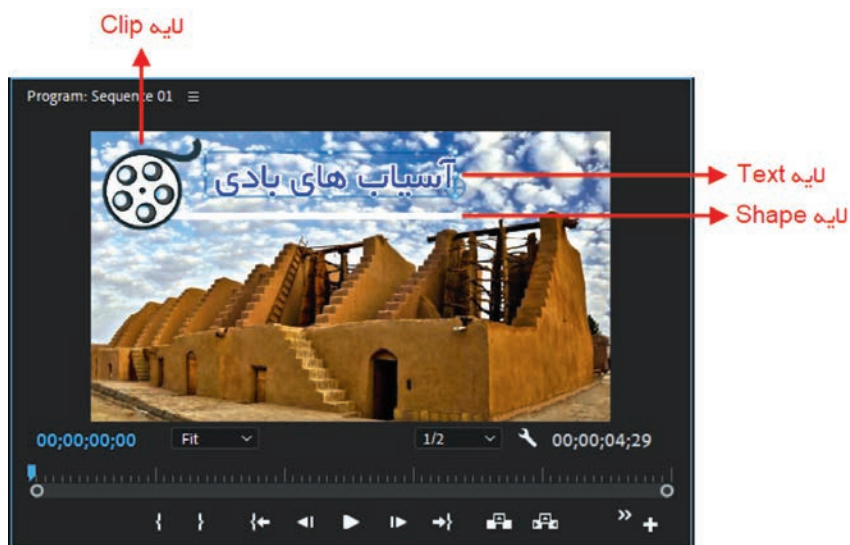 لایه Clip
Program: Sequence 01
آسیاب های بادی
لایه Text
لایه Shape
00;00;00;00 Fit 1/2 00;00;04;29